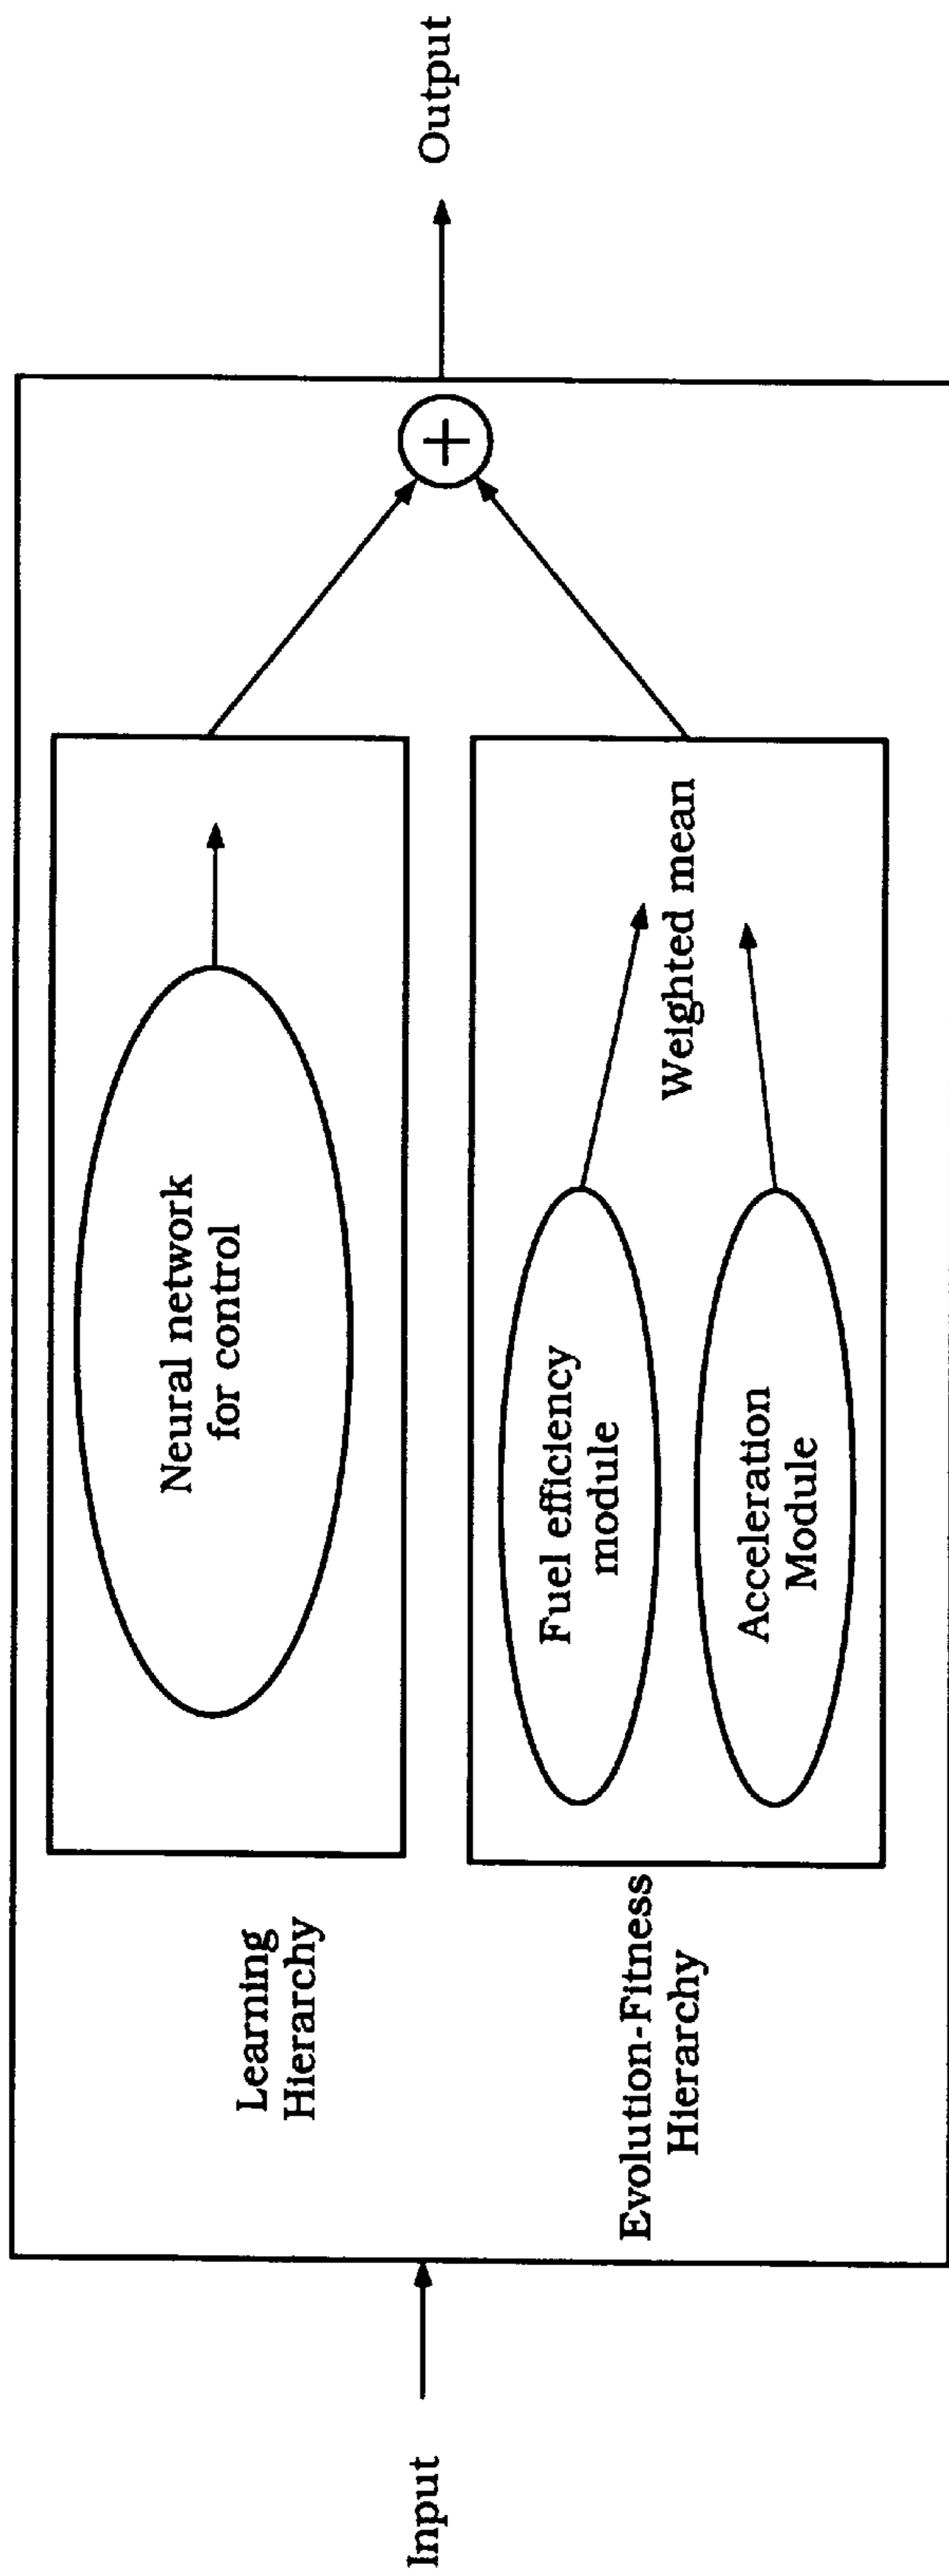 Input
Learning
Hierarchy
Neural network
for control
Evolution-Fitness
Hierarchy
Fuel efficiency
module
Acceleration
Module
Weighted mean
+
Output